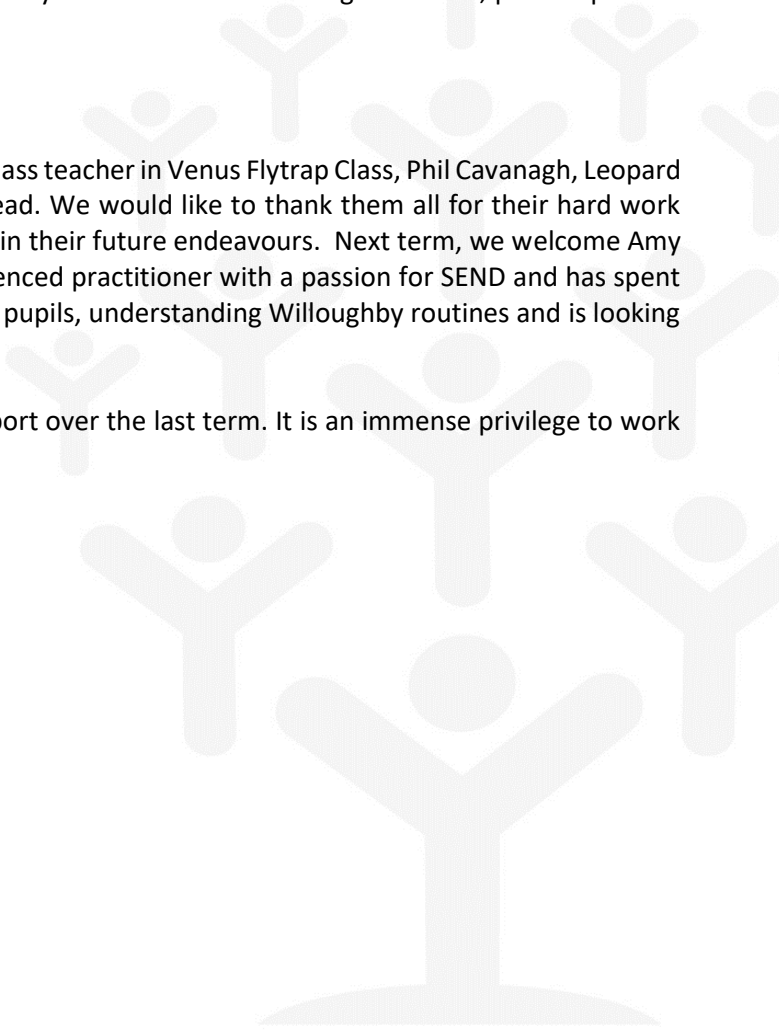 ass teacher in Venus Flytrap Class, Phil Cavanagh, Leopard
ead. We would like to thank them all for their hard work
in their future endeavours.  Next term, we welcome Amy
enced practitioner with a passion for SEND and has spent
pupils, understanding Willoughby routines and is looking
ort over the last term. It is an immense privilege to work